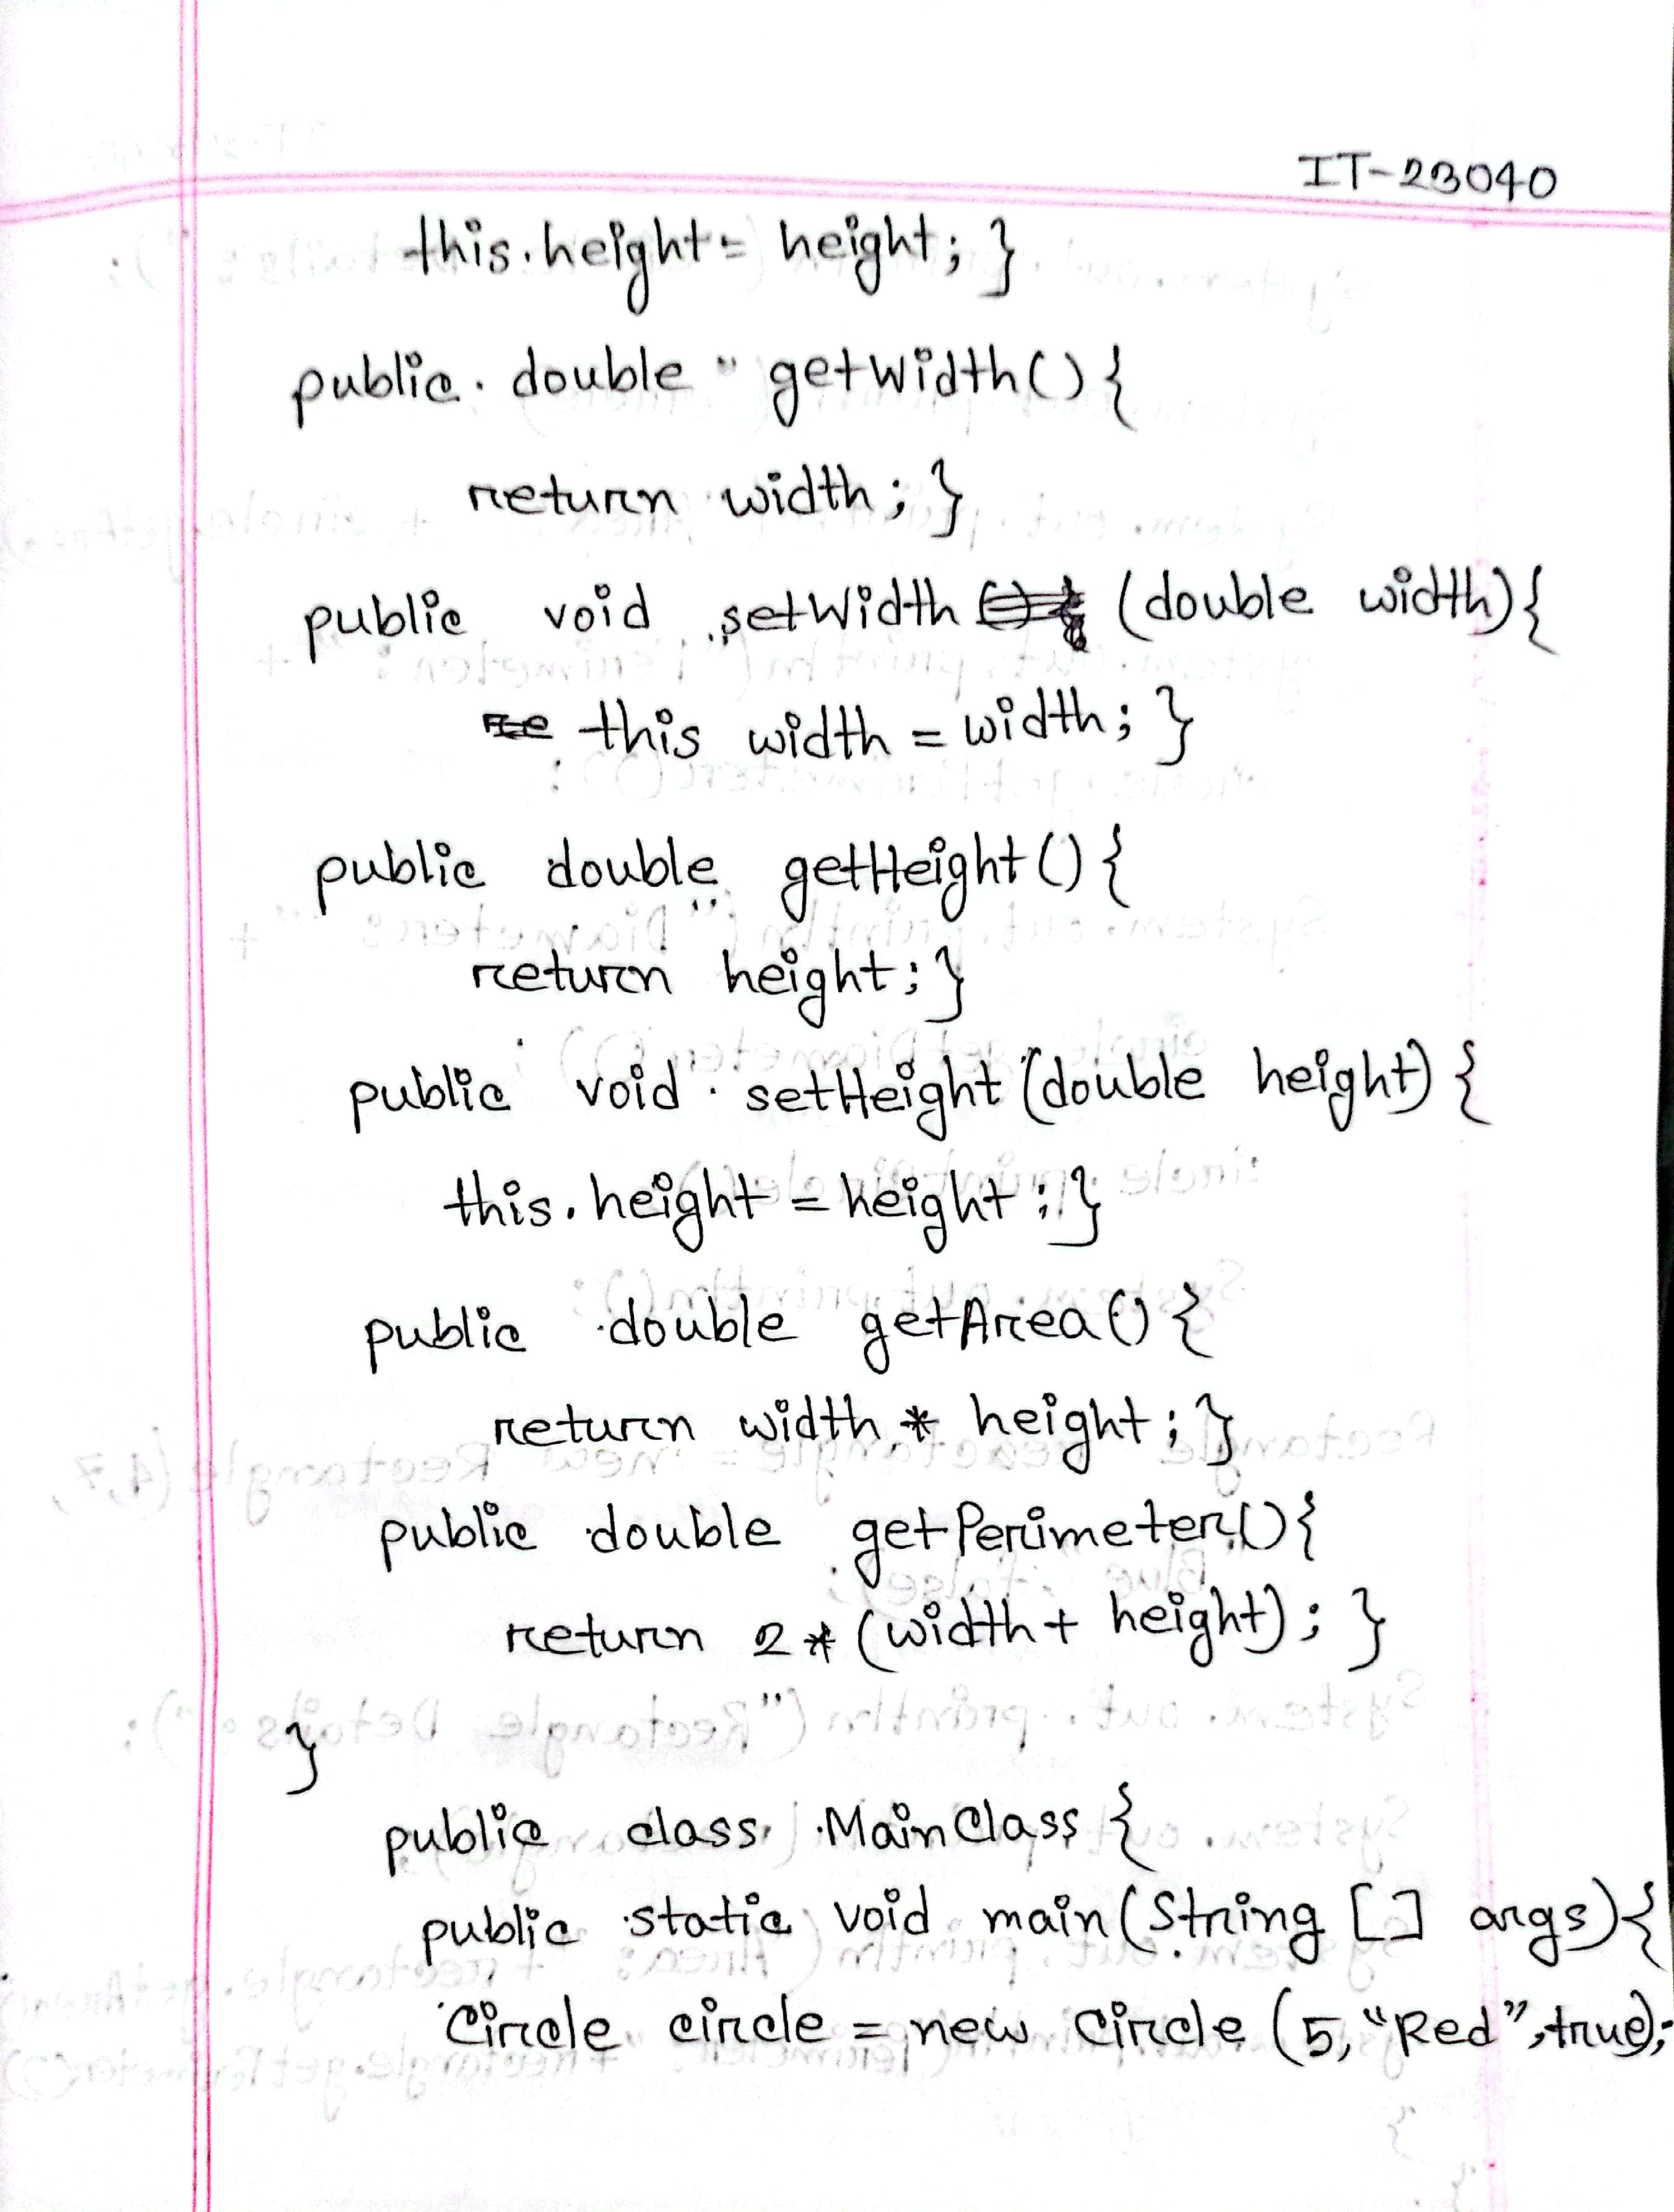 IT-23040
this.height = height; }
public double getWidth() {
return width; }
public void setWidth (double width) {
this width = width; }
public double getHeight() {
return height; }
public void setHeight (double height) {
this.height = height; }
public double getArea() {
return width * height; }
public double getPerimeter() {
return 2 * (width + height); }
}
public class MainClass {
public static void main(String [] args) {
Circle circle = new Circle (5, "Red", true);